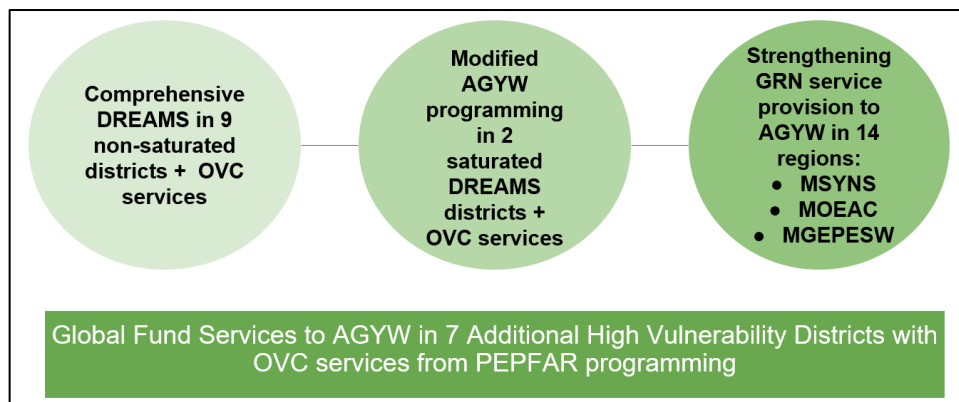 Comprehensive
DREAMS in 9
non-saturated
districts + OVC
services
Modified
AGYW
programming
in 2
saturated
DREAMS
districts +
OVC services
Strengthening
GRN service
provision to
AGYW in 14
regions:
● MSYNS
● MOEAC
● MGEPESW
Global Fund Services to AGYW in 7 Additional High Vulnerability Districts with
OVC services from PEPFAR programming